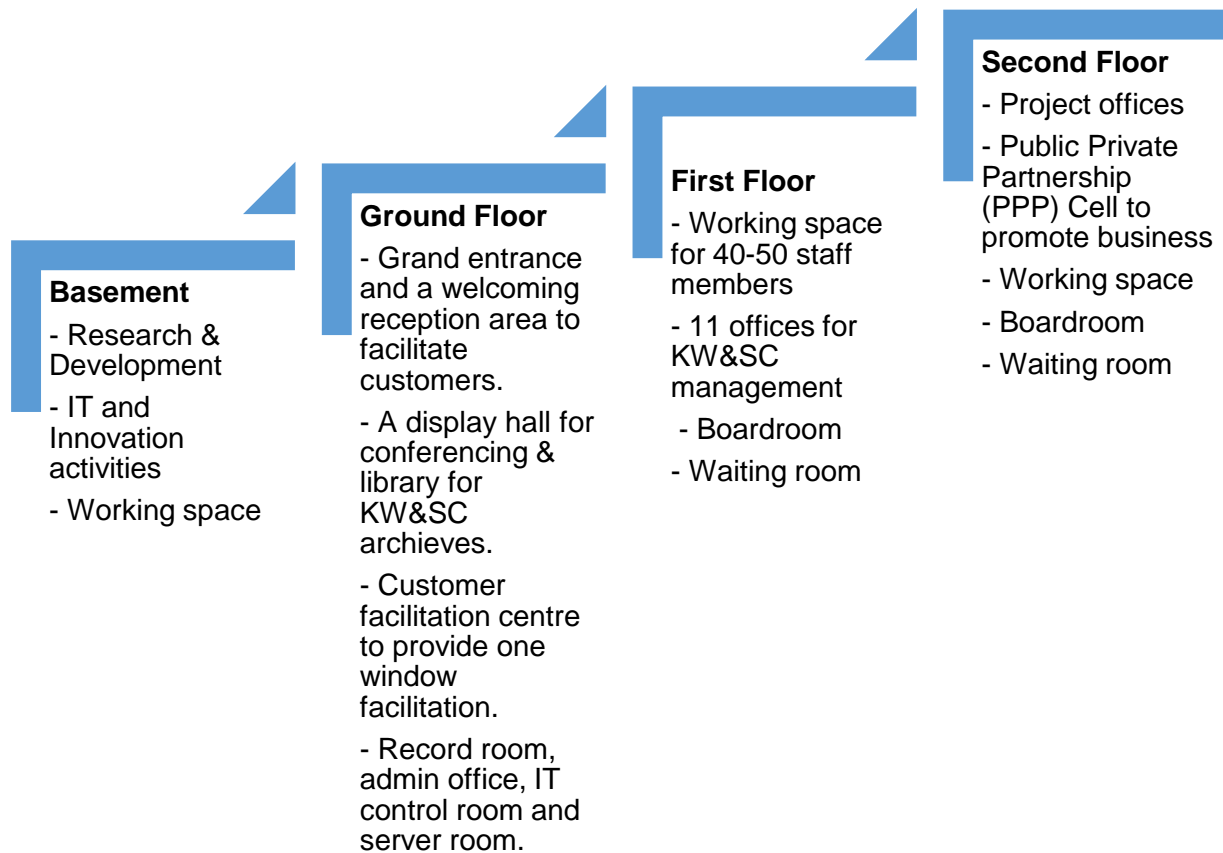 Basement
- Research &
Development
- IT and
Innovation
activities
- Working space
Ground Floor
- Grand entrance
and a welcoming
reception area to
facilitate
customers.
- A display hall for
conferencing &
library for
KW&SC
archieves.
- Customer
facilitation centre
to provide one
window
facilitation.
- Record room,
admin office, IT
control room and
server room.
First Floor
- Working space
for 40-50 staff
members
- 11 offices for
KW&SC
management
- Boardroom
- Waiting room
Second Floor
- Project offices
- Public Private
Partnership
(PPP) Cell to
promote business
- Working space
- Boardroom
- Waiting room